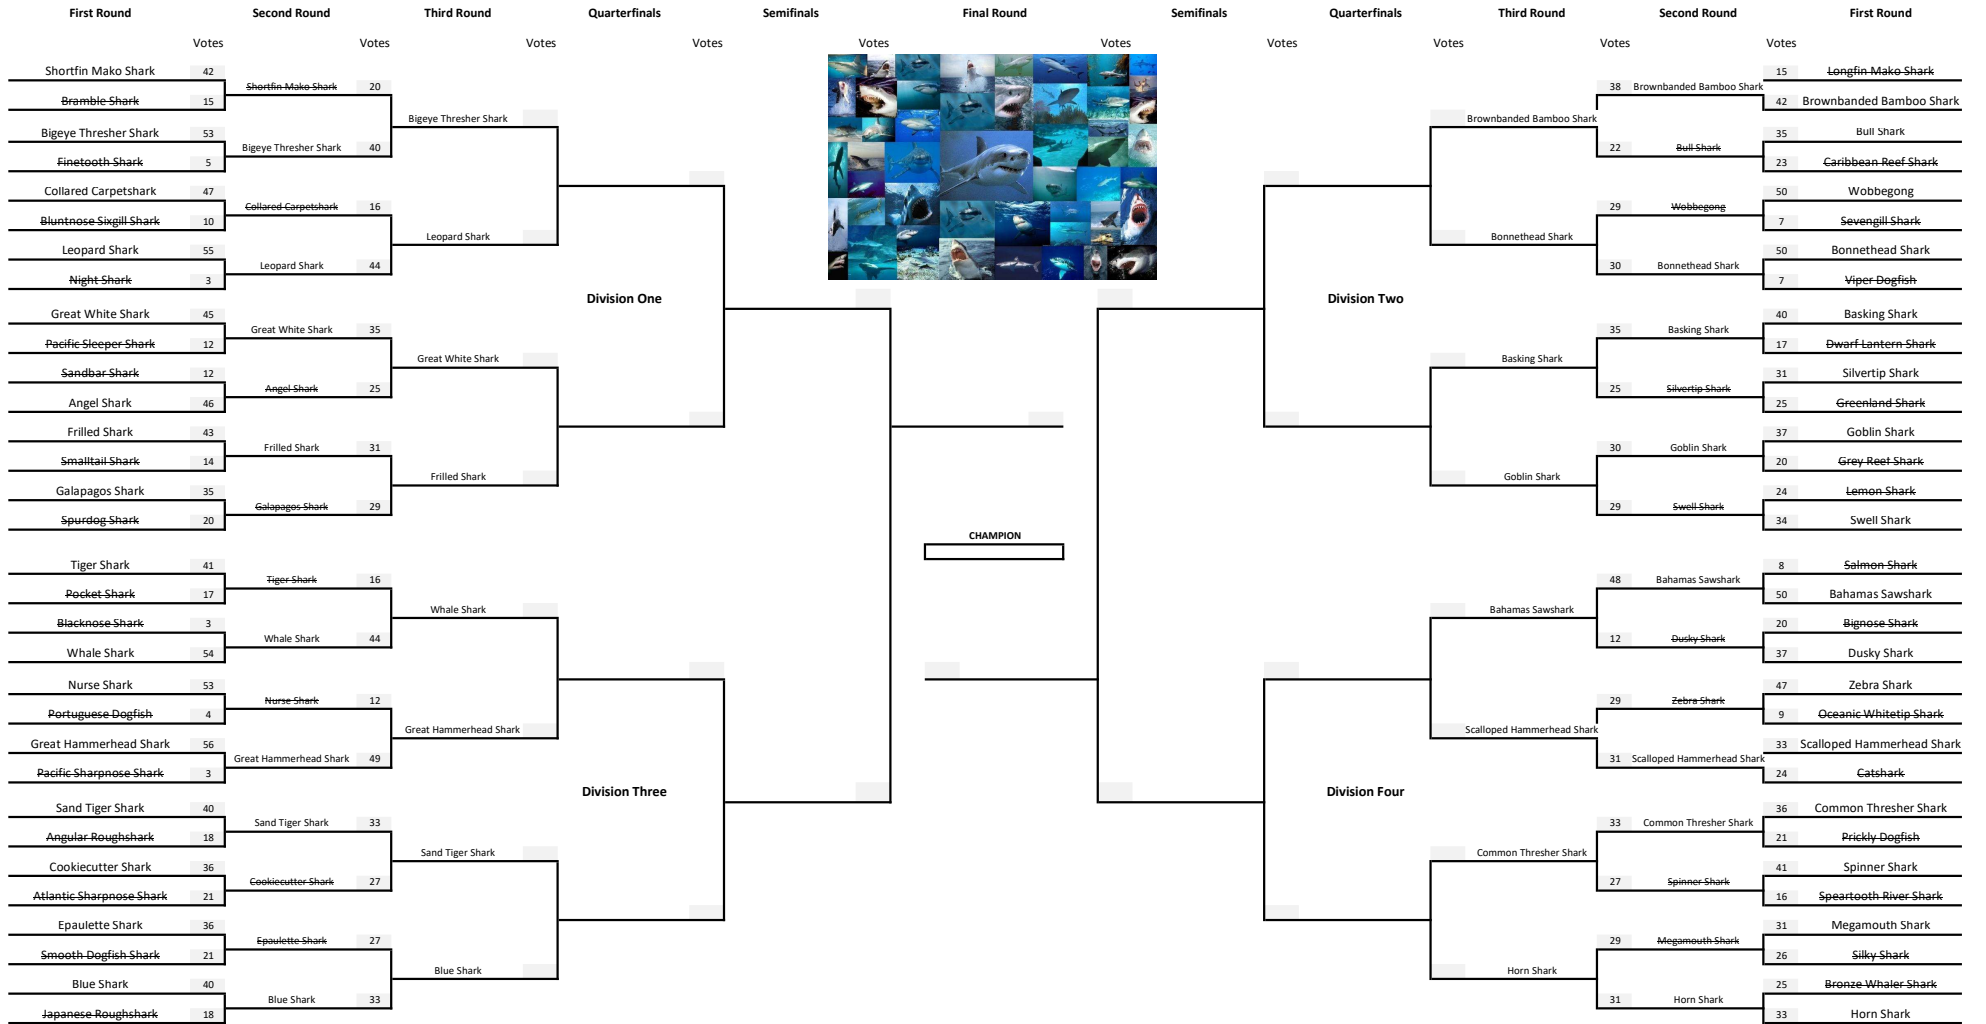 First Round Second Round Third Round Quarterfinals Semifinals Final Round Semifinals Quarterfinals Third Round Second Round First Round
Votes Votes Votes Votes Votes Votes Votes Votes Votes Votes
Shortfin Mako Shark 42
Bramble Shark 15
Bigeye Thresher Shark 53
Finetooth Shark 5
Collared Carpetshark 47
Bluntnose Sixgill Shark 10
Leopard Shark 55
Night Shark 3
Great White Shark 45
Pacific Sleeper Shark 12
Sandbar Shark 12
Angel Shark 46
Frilled Shark 43
Smalltail Shark 14
Galapagos Shark 35
Spurdog Shark 20
Tiger Shark 41
Pocket Shark 17
Blacknose Shark 3
Whale Shark 54
Nurse Shark 53
Portuguese Dogfish 4
Great Hammerhead Shark 56
Pacific Sharpnose Shark 3
Sand Tiger Shark 40
Angular Roughshark 18
Cookiecutter Shark 36
Atlantic Sharpnose Shark 21
Epaulette Shark 36
Smooth Dogfish Shark 21
Blue Shark 40
Japanese Roughshark 18
Shortfin Mako Shark 20
Bigeye Thresher Shark 40
Collared Carpetshark 16
Leopard Shark 44
Great White Shark 35
Angel Shark 25
Frilled Shark 31
Galapagos Shark 29
Tiger Shark 16
Whale Shark 44
Nurse Shark 12
Great Hammerhead Shark 49
Sand Tiger Shark 33
Cookiecutter Shark 27
Epaulette Shark 27
Blue Shark 33
Bigeye Thresher Shark
Leopard Shark
Great White Shark
Frilled Shark
Whale Shark
Great Hammerhead Shark
Sand Tiger Shark
Blue Shark
Division One
Division Three
CHAMPION
Division Two
Division Four
Brownbanded Bamboo Shark
Bonnethead Shark
Basking Shark
Goblin Shark
Bahamas Sawshark
Scalloped Hammerhead Shark
Common Thresher Shark
Horn Shark
38 Brownbanded Bamboo Shark
22 Bull Shark
29 Wobbegong
30 Bonnethead Shark
35 Basking Shark
25 Silvertip Shark
30 Goblin Shark
29 Swell Shark
48 Bahamas Sawshark
12 Dusky Shark
29 Zebra Shark
31 Scalloped Hammerhead Shark
33 Common Thresher Shark
27 Spinner Shark
29 Megamouth Shark
31 Horn Shark
15 Longfin Mako Shark
42 Brownbanded Bamboo Shark
35 Bull Shark
23 Caribbean Reef Shark
50 Wobbegong
7 Sevengill Shark
50 Bonnethead Shark
7 Viper Dogfish
40 Basking Shark
17 Dwarf Lantern Shark
31 Silvertip Shark
25 Greenland Shark
37 Goblin Shark
20 Grey Reef Shark
24 Lemon Shark
34 Swell Shark
8 Salmon Shark
50 Bahamas Sawshark
20 Bignose Shark
37 Dusky Shark
47 Zebra Shark
9 Oceanic Whitetip Shark
33 Scalloped Hammerhead Shark
24 Catshark
36 Common Thresher Shark
21 Prickly Dogfish
41 Spinner Shark
16 Speartooth River Shark
31 Megamouth Shark
26 Silky Shark
25 Bronze Whaler Shark
33 Horn Shark